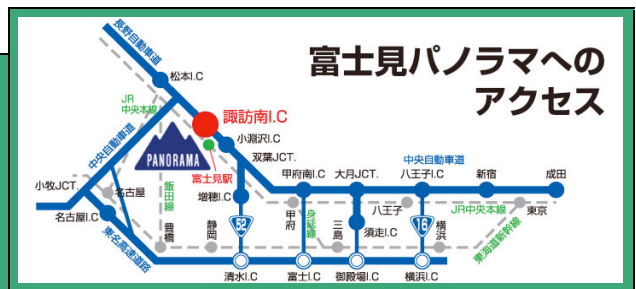 富士見パノラマへの
アクセス
長野自動車道
松本I.C
JR
中央本線
諏訪南I.C
中央自動車道
小淵沢I.C
双葉JCT.
PANORAMA
富士見駅
甲府南I.C
大月JCT.
中央自動車道
八王子I.C
新宿
成田
小牧JCT.
名古屋
飯田線
増穂I.C
名古屋I.C
52
甲府
身延線
三島
須走I.C
八王子
16
JR中央本線
東京
東名高速道路
豊橋
静岡
横浜
東海道新幹線
清水I.C
富士I.C
御殿場I.C
横浜I.C